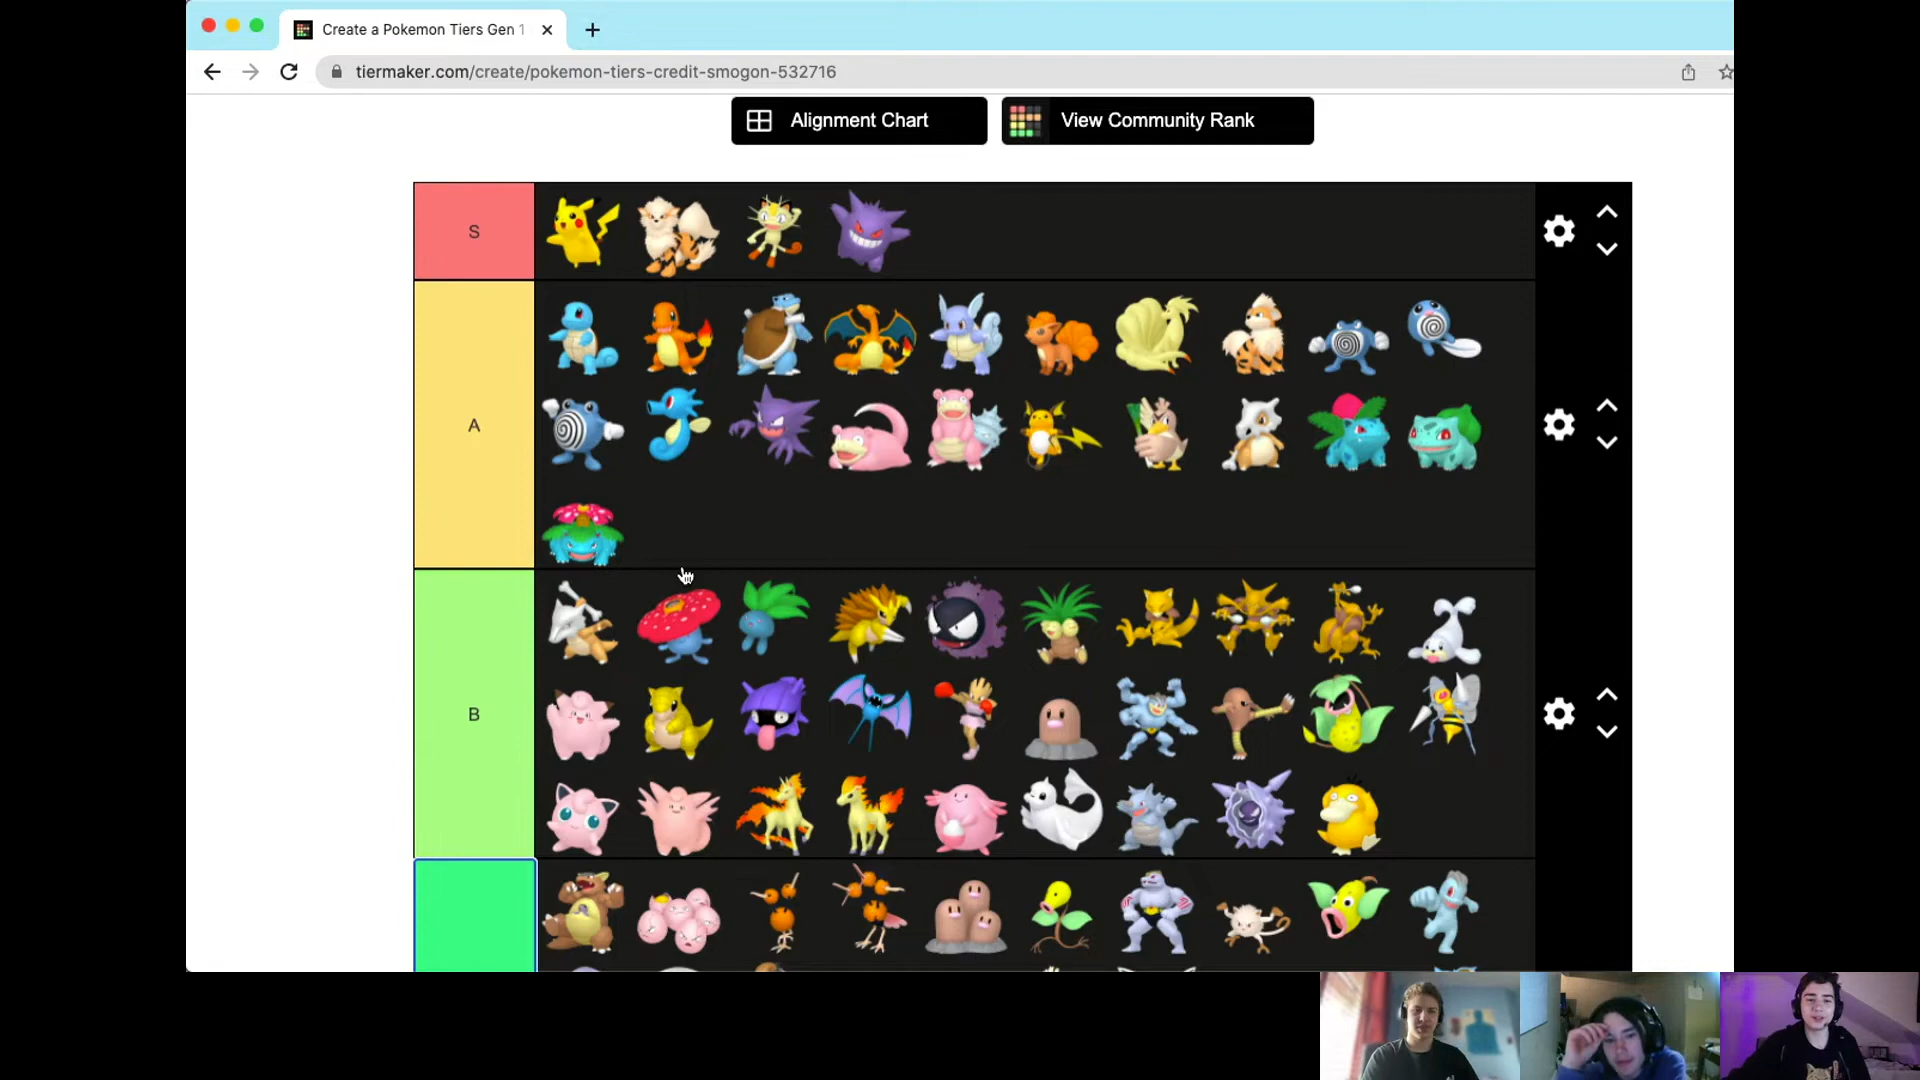 Create a Pokemon Tiers Gen 1
tiermaker.com/create/pokemon-tiers-credit-smogon-532716
Alignment Chart
View Community Rank
S
A
B